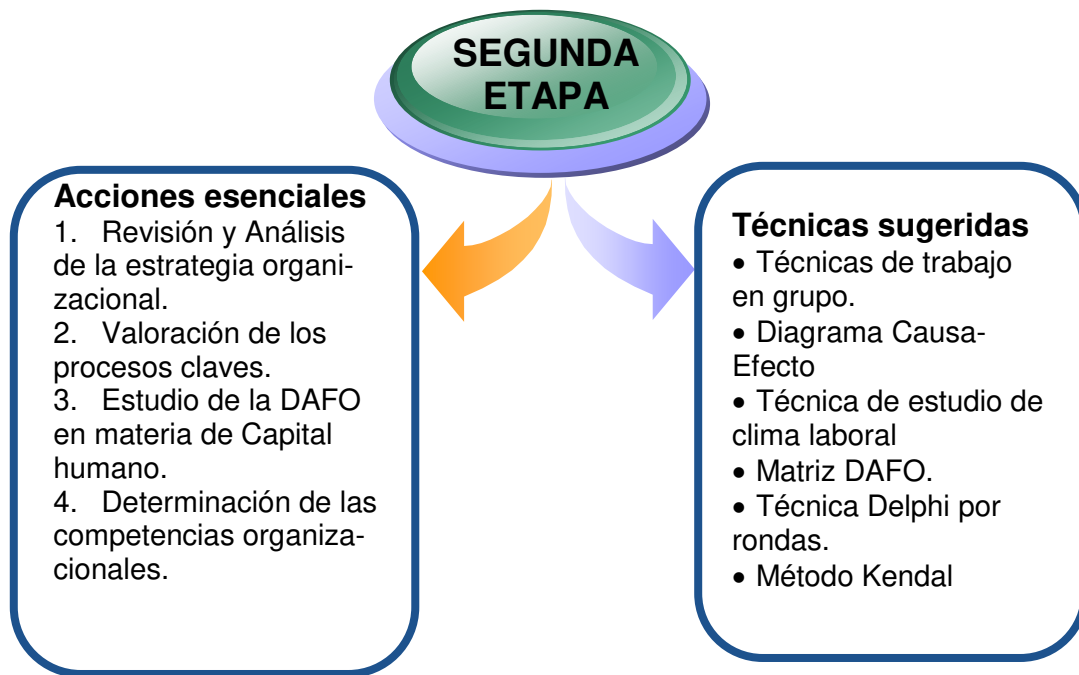 SEGUNDA
ETAPA
Acciones esenciales
1. Revisión y Análisis
de la estrategia organi-
zacional.
2. Valoración de los
procesos claves.
3. Estudio de la DAFO
en materia de Capital
humano.
4. Determinación de las
competencias organiza-
cionales.
Técnicas sugeridas
• Técnicas de trabajo
en grupo.
• Diagrama Causa-
Efecto
• Técnica de estudio de
clima laboral
• Matriz DAFO.
• Técnica Delphi por
rondas.
• Método Kendal